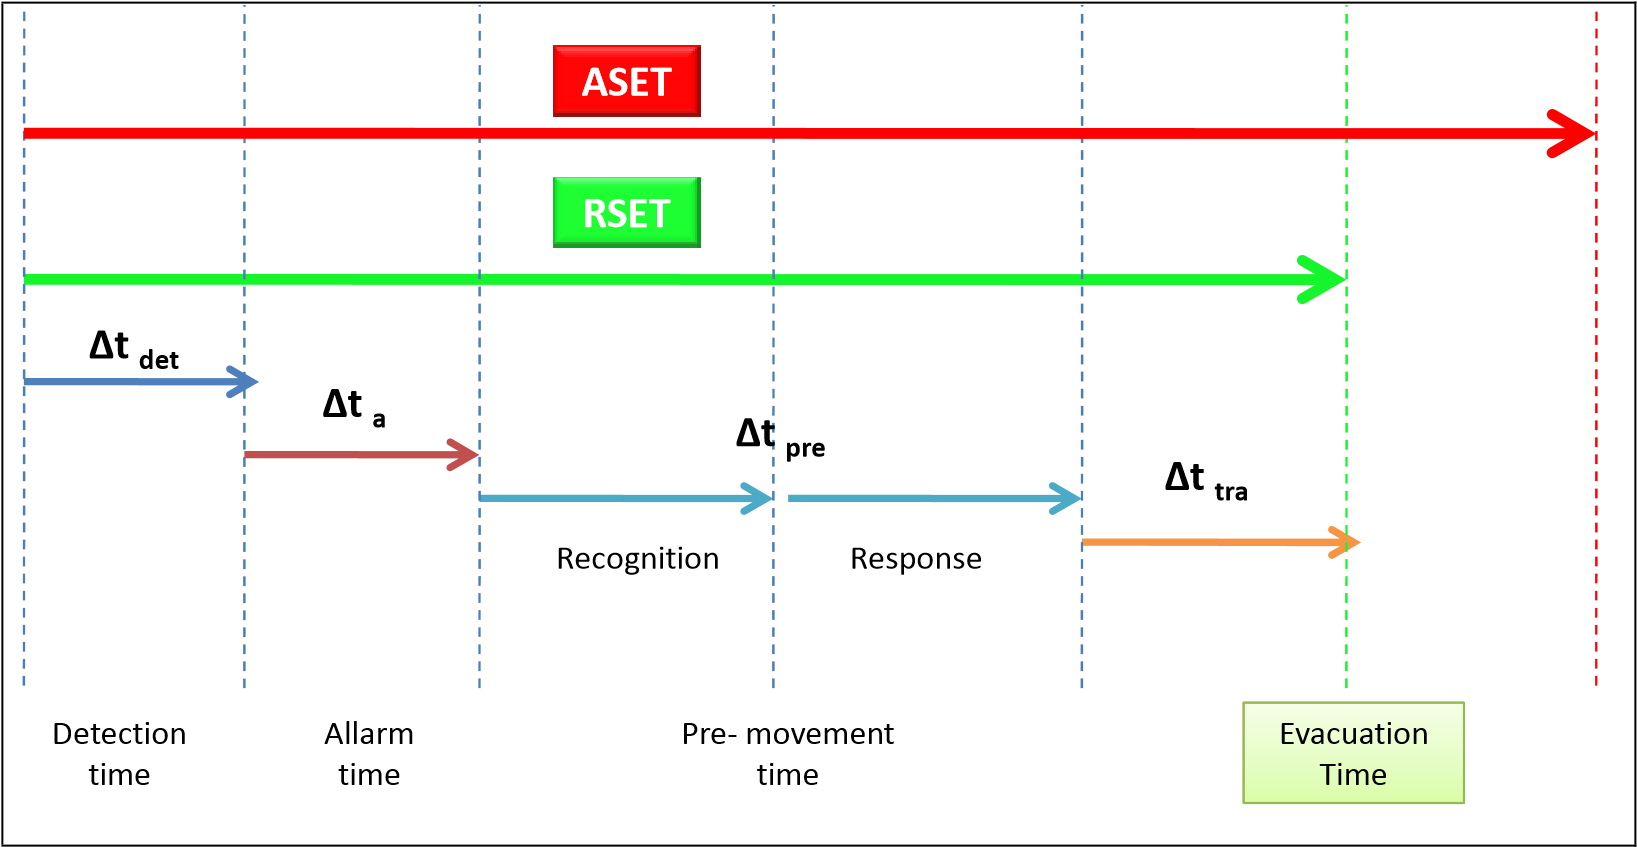 ASET
RSET
Δt det
Δt a
Δt pre
Δt tra
Recognition
Response
Detection
time
Allarm
time
Pre- movement
time
Evacuation
Time